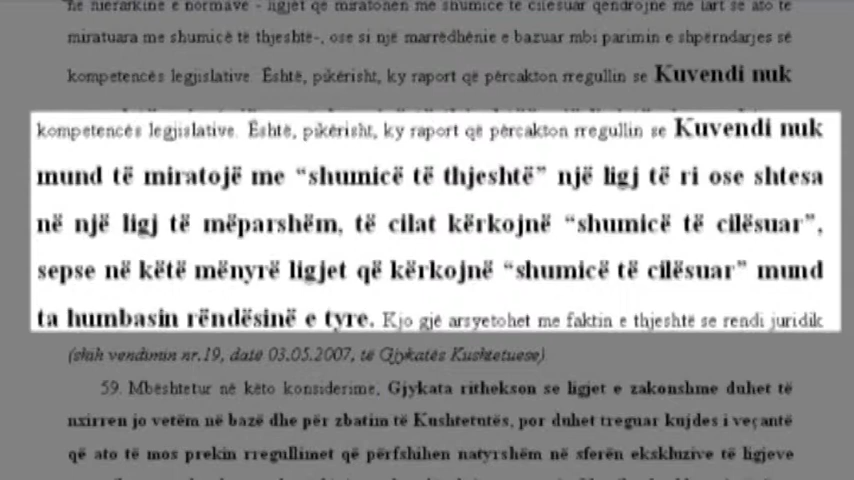 në hierarkinë e normave - ligjet që miratohen me shumicë të cilësuar qëndrojnë më lart se ato të
miratuara me shumicë të thjeshtë-, ose si një marrëdhënie e bazuar mbi parimin e shpërndarjes së
kompetencës legjislative. Është, pikërisht, ky raport që përcakton rregullin se Kuvendi nuk
kompetencës legjislative. Është, pikërisht, ky raport që përcakton rregullin se Kuvendi nuk
mund të miratojë me “shumicë të thjeshtë” një ligj të ri ose shtesa
në një ligj të mëparshëm, të cilat kërkojnë “shumicë të cilësuar”,
sepse në këtë mënyrë ligjet që kërkojnë “shumicë të cilësuar” mund
ta humbasin rëndësinë e tyre. Kjo gjë arsyetohet me faktin e thjeshtë se rendi juridik
(shih vendimin nr.19, datë 03.05.2007, të Gjykatës Kushtetuese)
59. Mbështetur në këto konsiderime, Gjykata rithekson se ligjet e zakonshme duhet të
nxirren jo vetëm në bazë dhe për zbatim të Kushtetutës, por duhet treguar kujdes i veçantë
që ato të mos prekin rregullimet që përfshihen natyrshëm në sferën ekskluzive të ligjeve